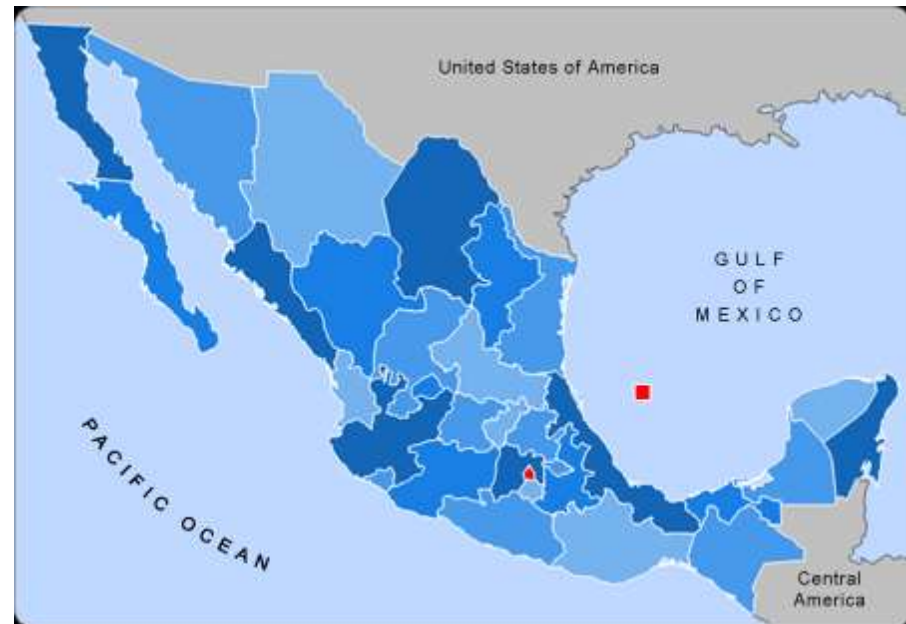 United States of America
GULF
OF
MEXICO
PACIFIC OCEAN
Central
America